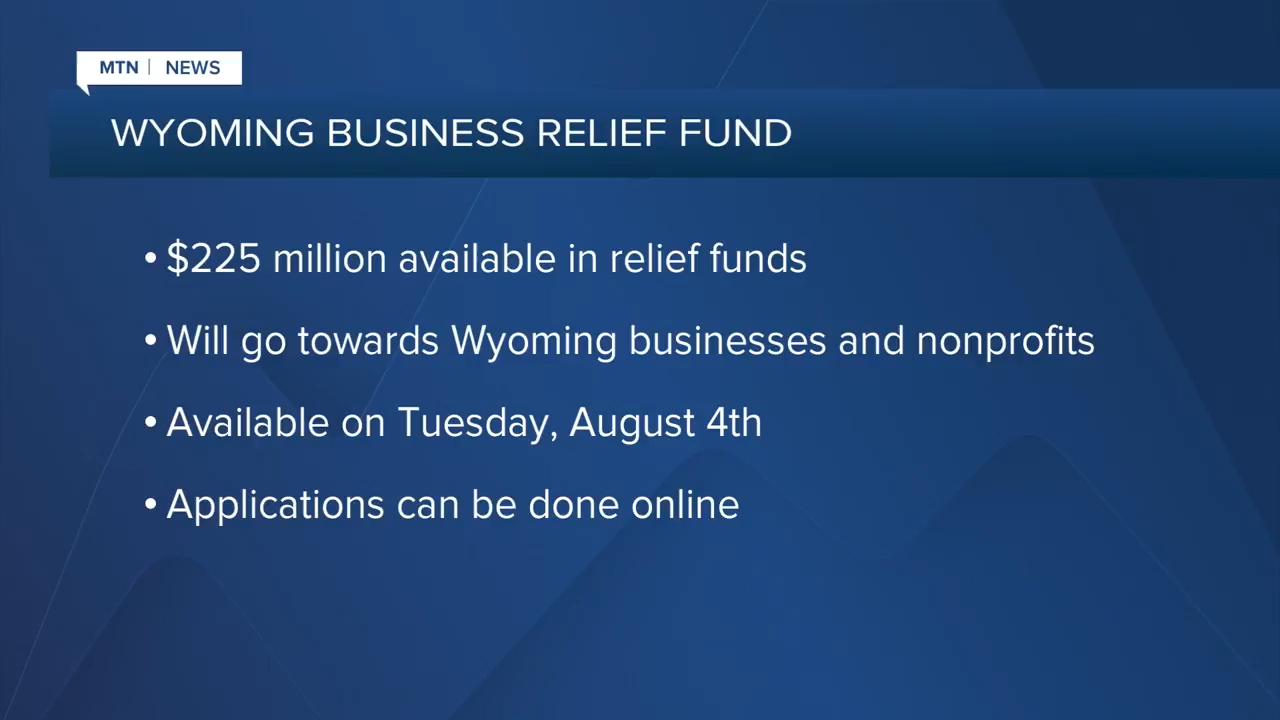 MTN | NEWS
WYOMING BUSINESS RELIEF FUND
• $225 million available in relief funds
• Will go towards Wyoming businesses and nonprofits
• Available on Tuesday, August 4th
• Applications can be done online